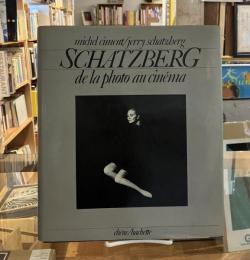 michel ciment/jerry schatzberg
SCHATZBERG
de la photo au cinéma
chêne/hachette